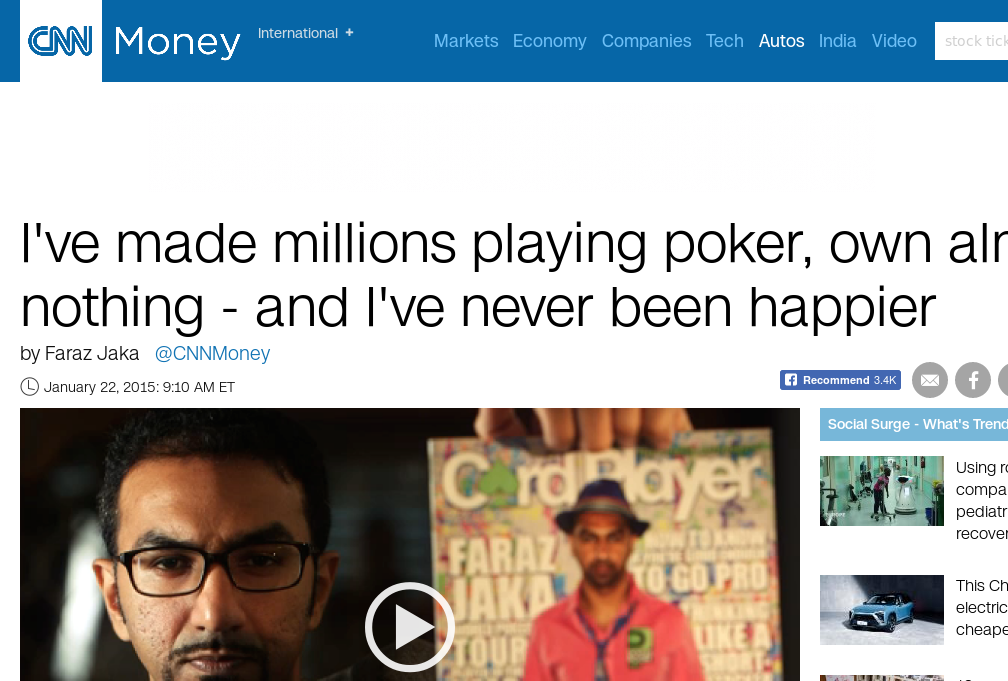 CNN Money
International +
Markets Economy Companies Tech Autos India Video
stock tick
I've made millions playing poker, own
nothing - and I've never been happier
by Faraz Jaka @CNNMoney
January 22, 2015: 9:10 AM ET
Recommend 3.4K
Social Surge - What's Trend
Card Player
FARAZ
JAKA
TOUR
TO GO PRO
LIKE A
Using
compa
pediatr
recover
This Ch
electric
cheape